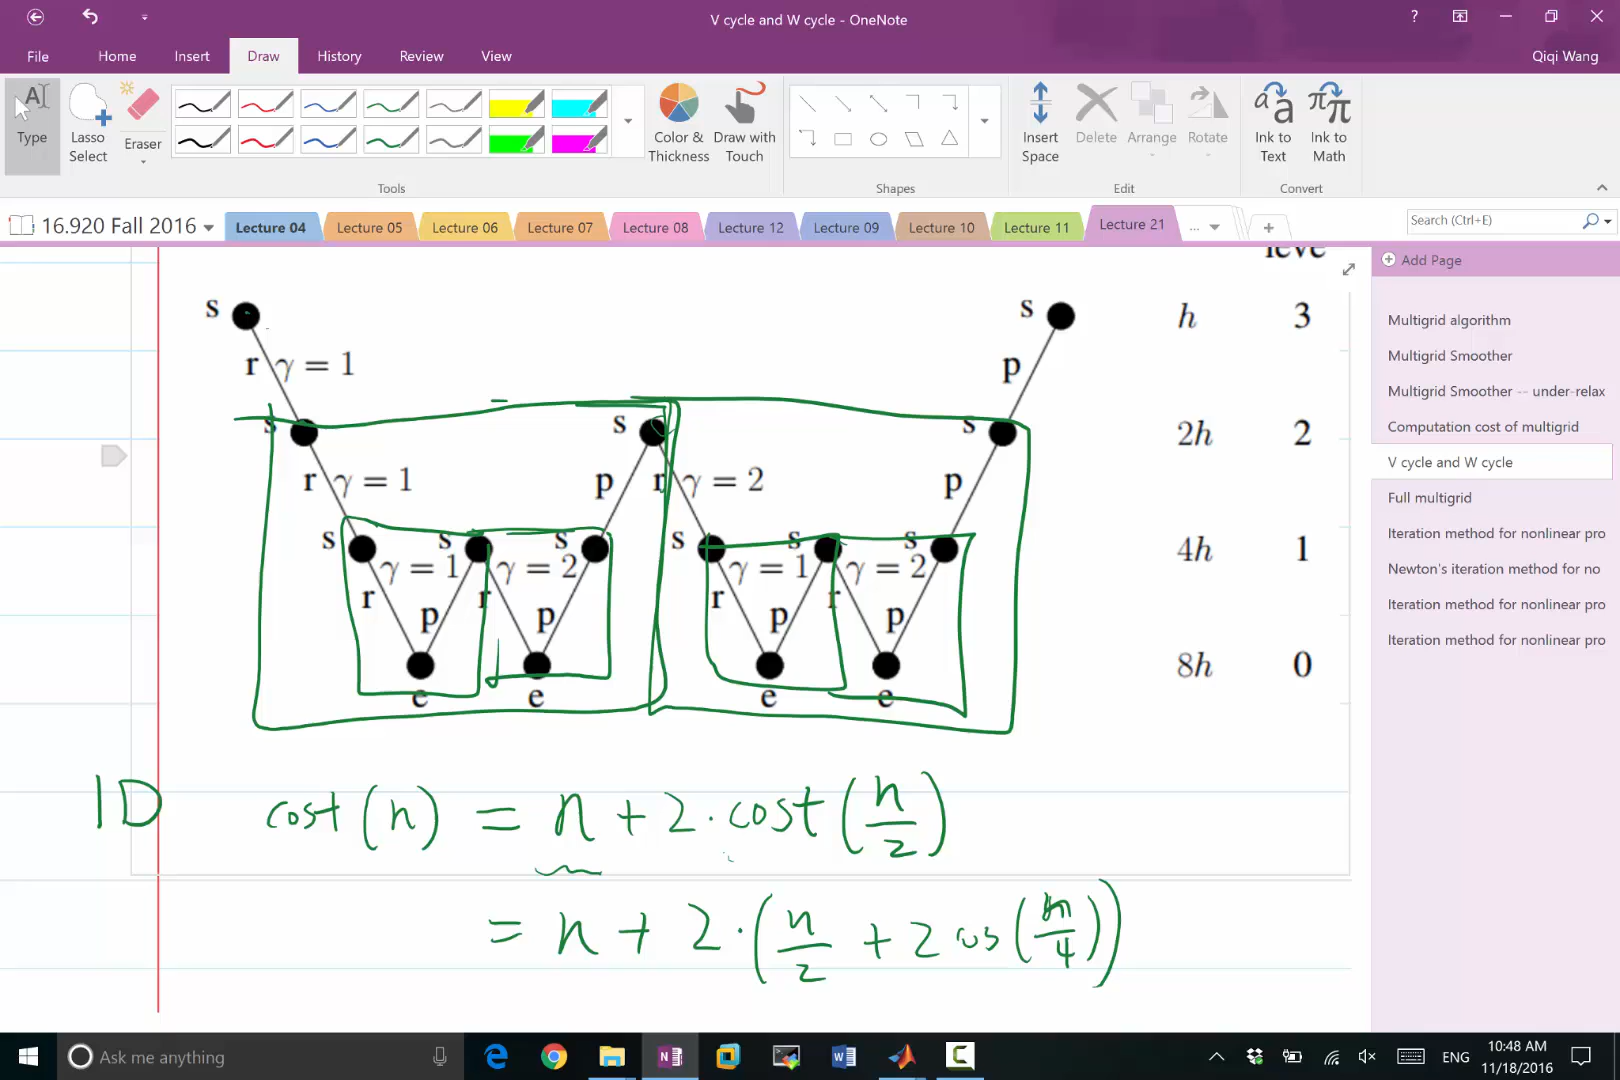 V cycle and W cycle - OneNote
?
File Home Insert Draw History Review View
Qiqi Wang
Type
Lasso Select
Eraser
Color & Thickness
Draw with Touch
Insert Space
Delete
Arrange
Rotate
Ink to Text
Ink to Math
Tools Shapes Edit Convert
16.920 Fall 2016
Lecture 04 Lecture 05 Lecture 06 Lecture 07 Lecture 08 Lecture 12 Lecture 09 Lecture 10 Lecture 11 Lecture 21 ...
Search (Ctrl+E)
leve
s s h 3
r γ = 1 p
s s s 2h 2
r γ = 1 p r γ = 2 p
s s s s s s 4h 1
γ = 1 γ = 2 γ = 1 γ = 2
r p r p r p r p
8h 0
e e e e
1D cost(n) = n + 2 · cost(n/2)
= n + 2 · (n/2 + 2 cos(n/4))
Add Page
Multigrid algorithm
Multigrid Smoother
Multigrid Smoother -- under-relax
Computation cost of multigrid
V cycle and W cycle
Full multigrid
Iteration method for nonlinear pro
Newton's iteration method for no
Iteration method for nonlinear pro
Iteration method for nonlinear pro
Ask me anything
ENG
10:48 AM
11/18/2016